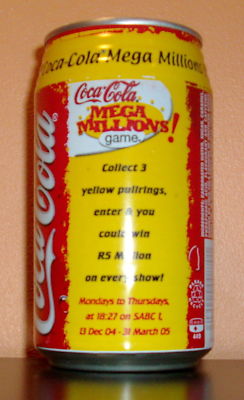 Coca-Cola Mega Millions
Coca-Cola
Coca-Cola
MEGA
MILLIONS!
game.
Collect 3
yellow pullrings,
enter & you
could win
R5 Million
on every show!
Mondays to Thursdays,
at 18:27 on SABC 1,
13 Dec 04 - 31 March 05